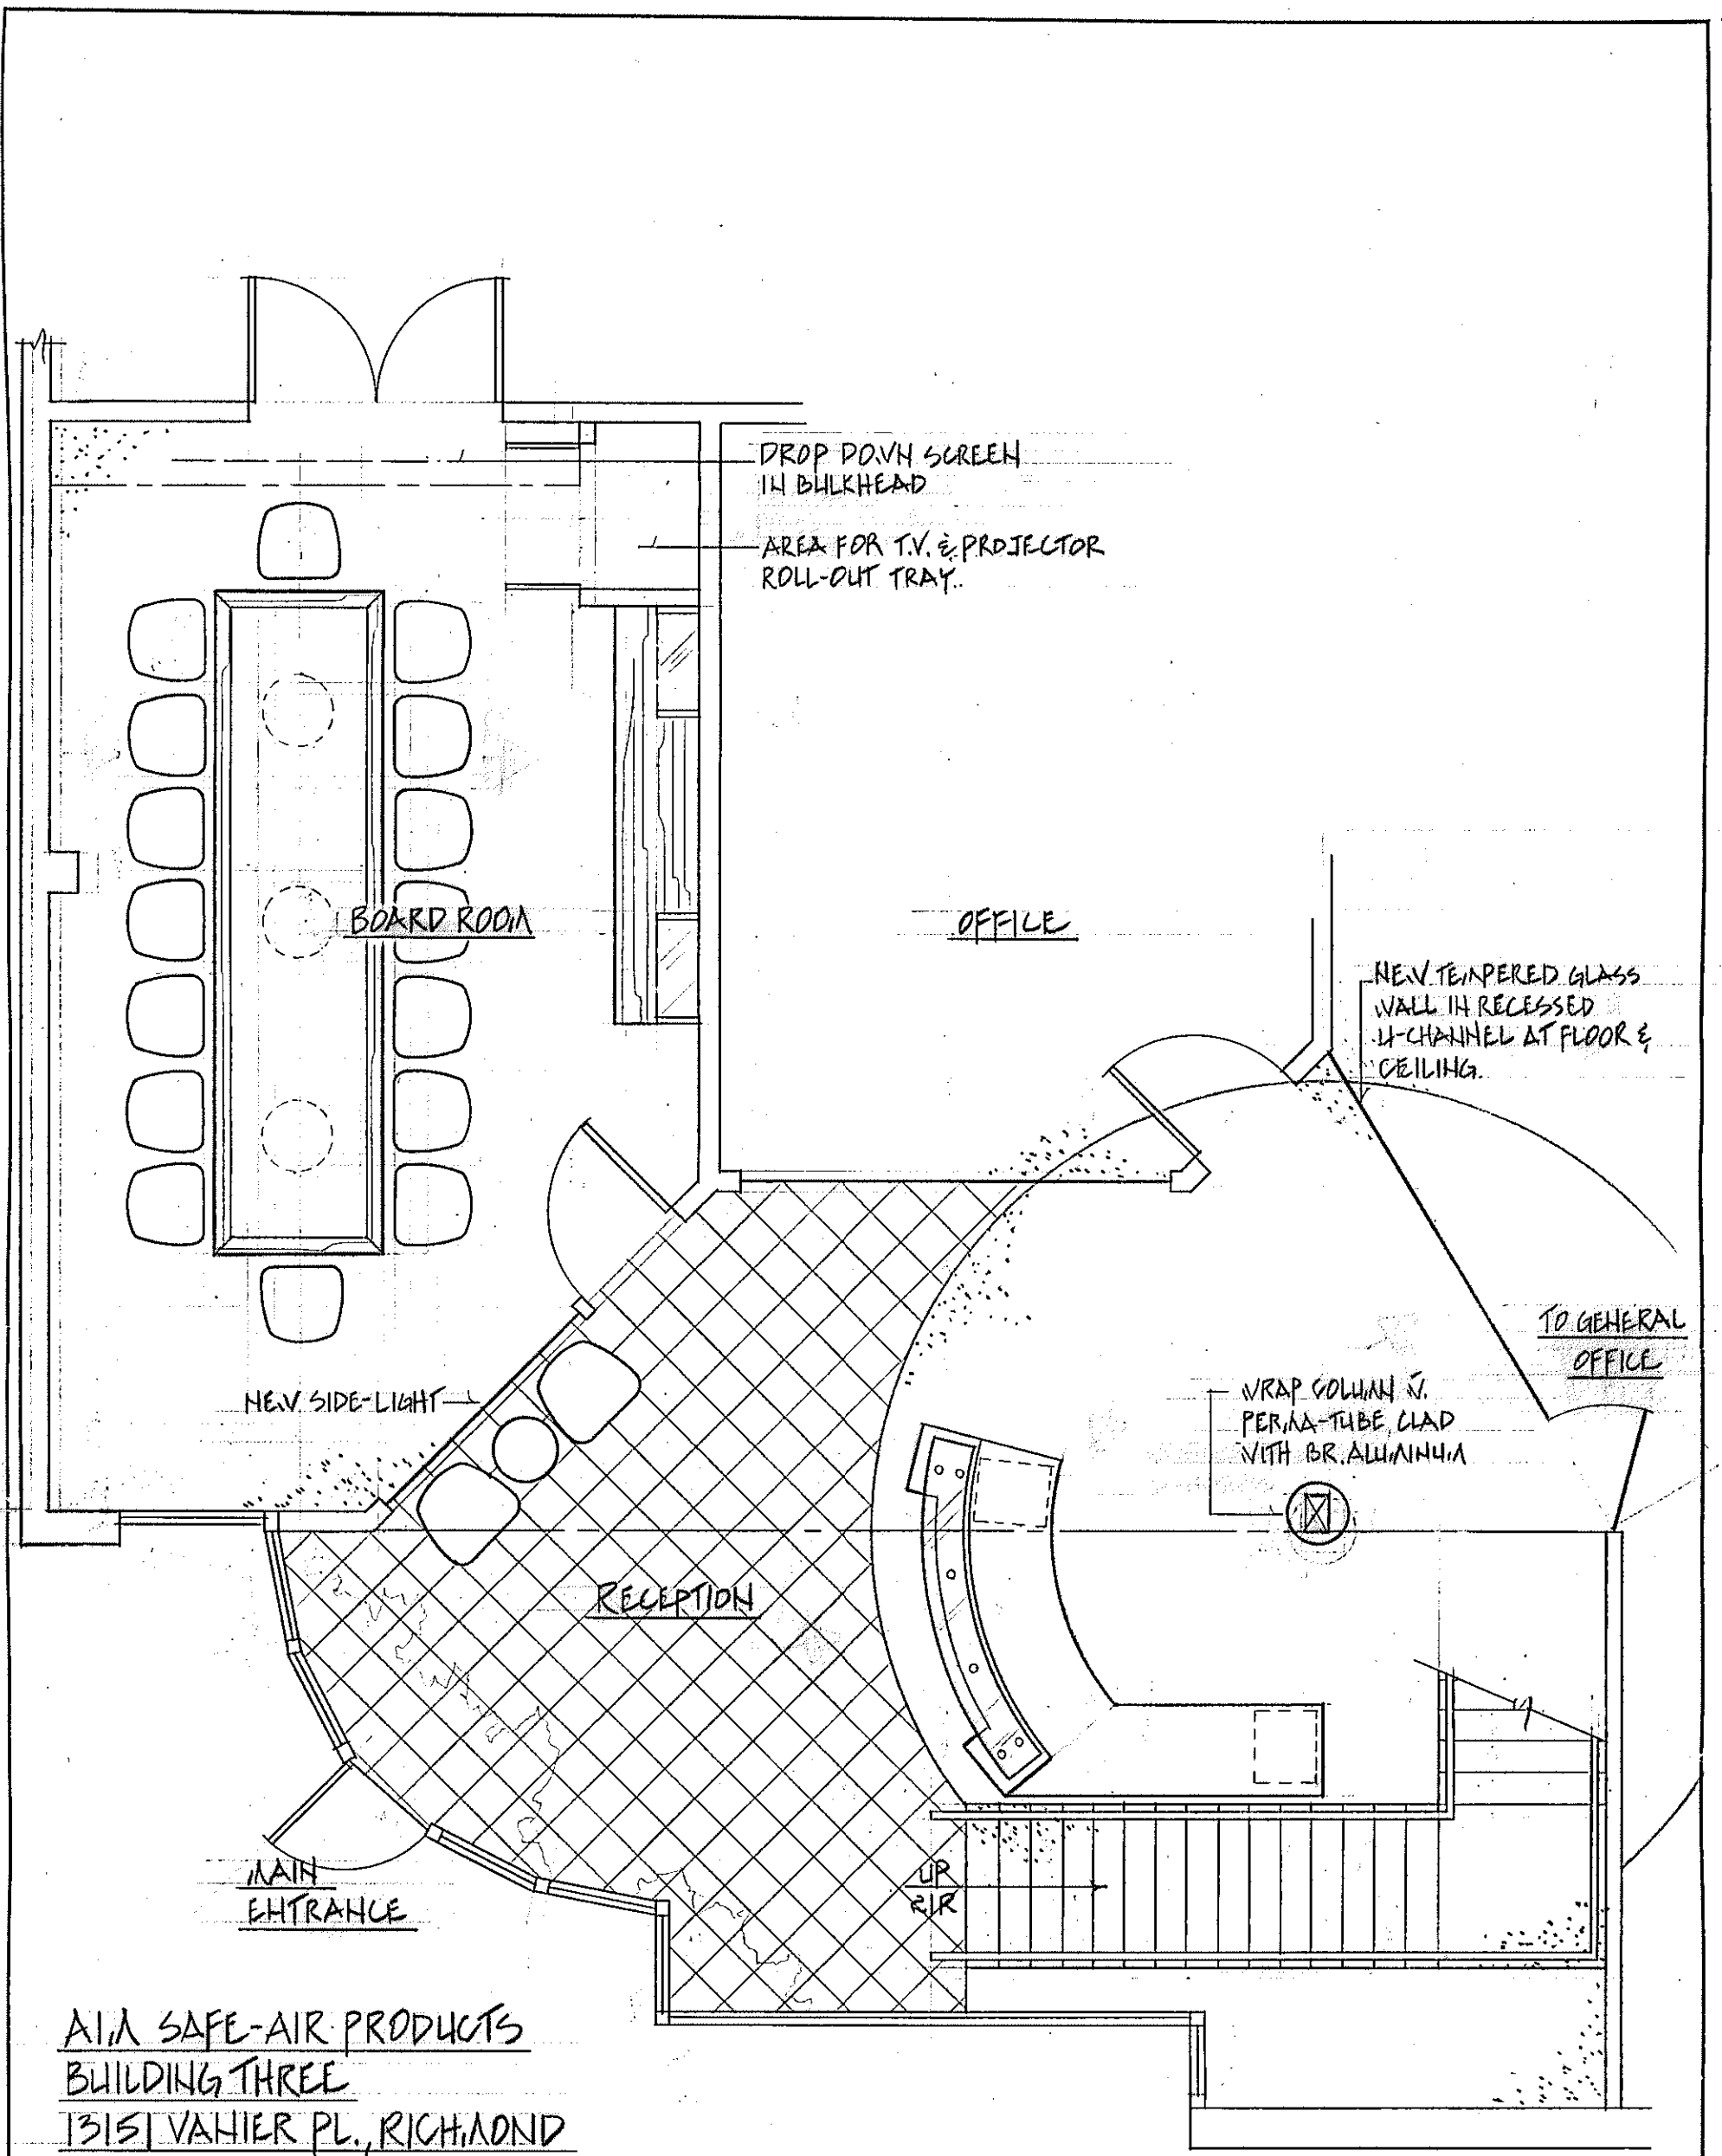 DROP DOWN SCREEN
IN BULKHEAD
AREA FOR T.V. & PROJECTOR
ROLL-OUT TRAY..
BOARD ROOM
OFFICE
NEW TEMPERED GLASS
WALL IN RECESSED
U-CHANNEL AT FLOOR &
CEILING.
TO GENERAL
OFFICE
NEW SIDE-LIGHT
WRAP COLUMN W.
PERMA-TUBE, CLAD
WITH BR. ALUMINUM
RECEPTION
MAIN
ENTRANCE
UP
21R
AIM SAFE-AIR PRODUCTS
BUILDING THREE
13151 VANIER PL., RICHMOND